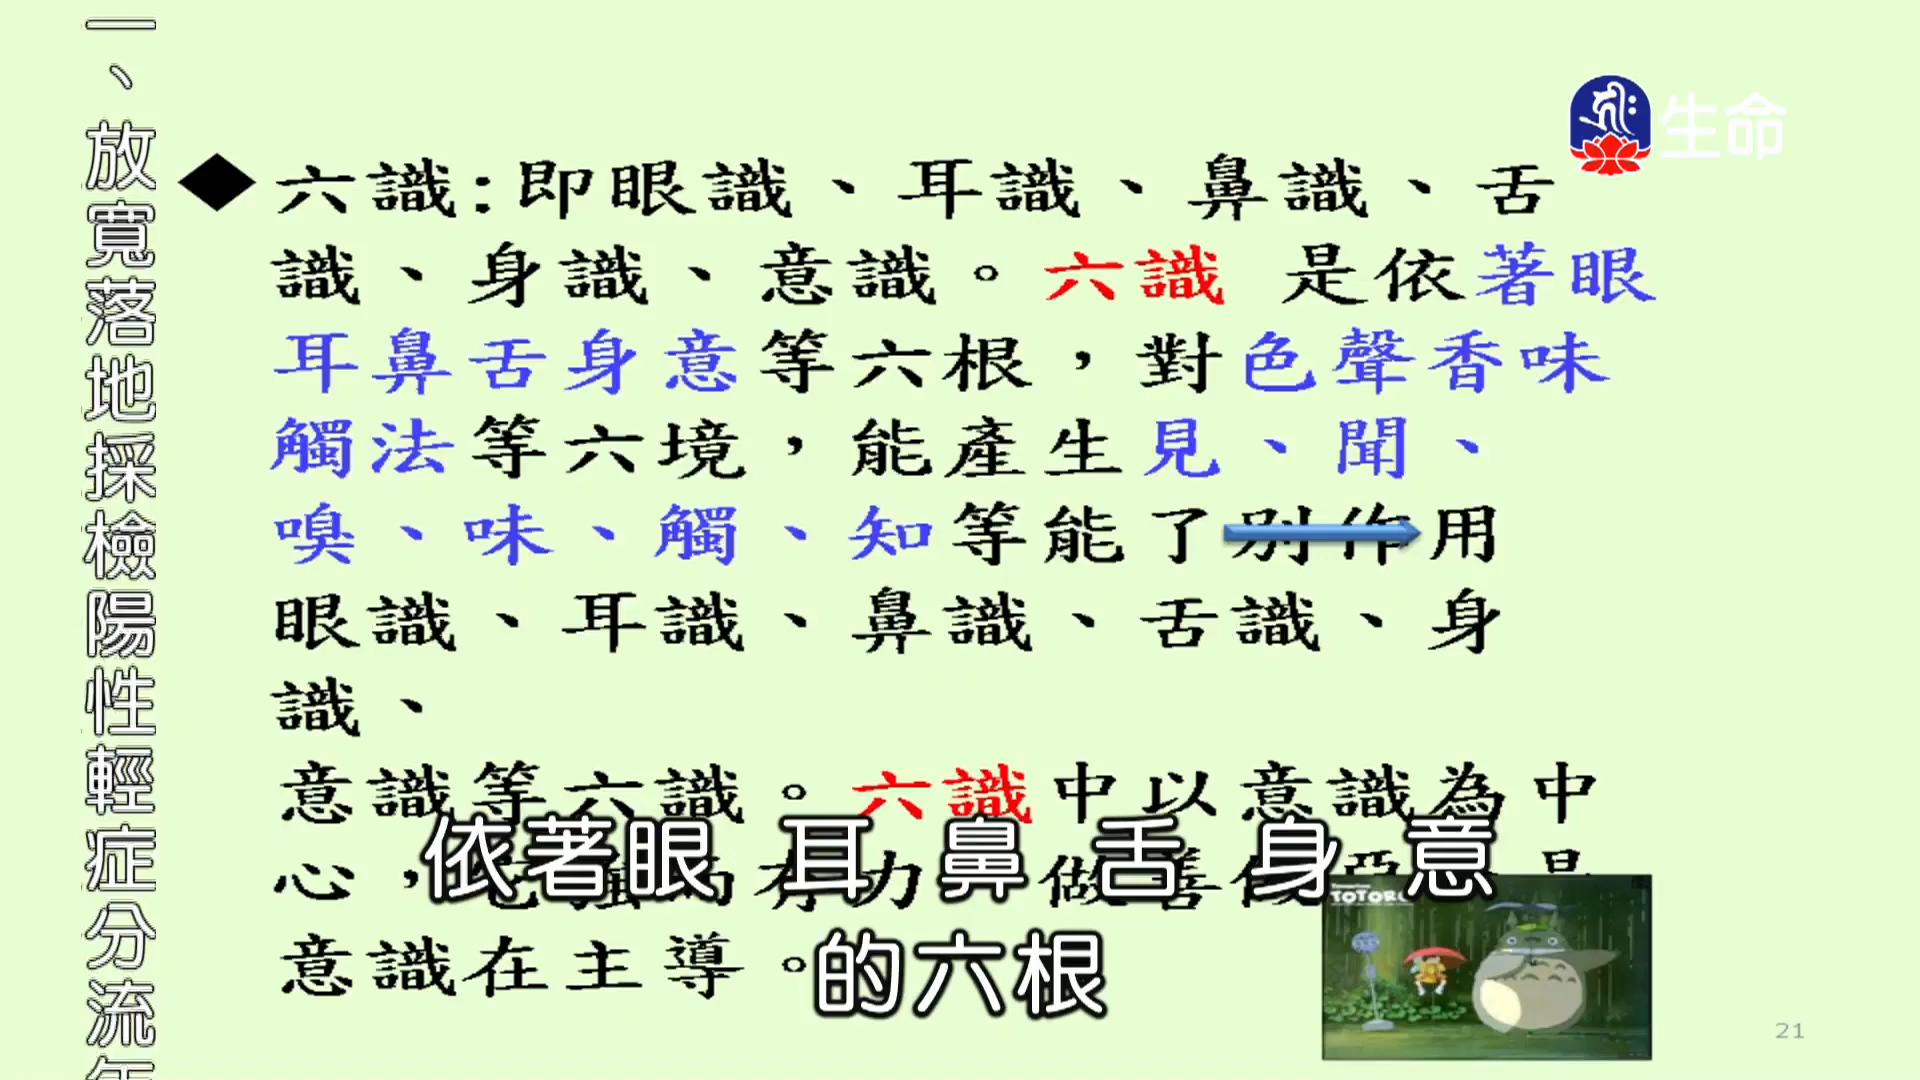 一、放寬落地採檢陽性輕症分流
生命
◆六識:即眼識、耳識、鼻識、舌
識、身識、意識。六識 是依著眼
耳鼻舌身意等六根，對色聲香味
觸法等六境，能產生見、聞、
嗅、味、觸、知等能了別作用
眼識、耳識、鼻識、舌識、身
識、
意識等六識。六識中以意識為中
心，
力 做善
意識在主導。
依著眼 耳 鼻 舌 身 意
的六根
TOTORO
21